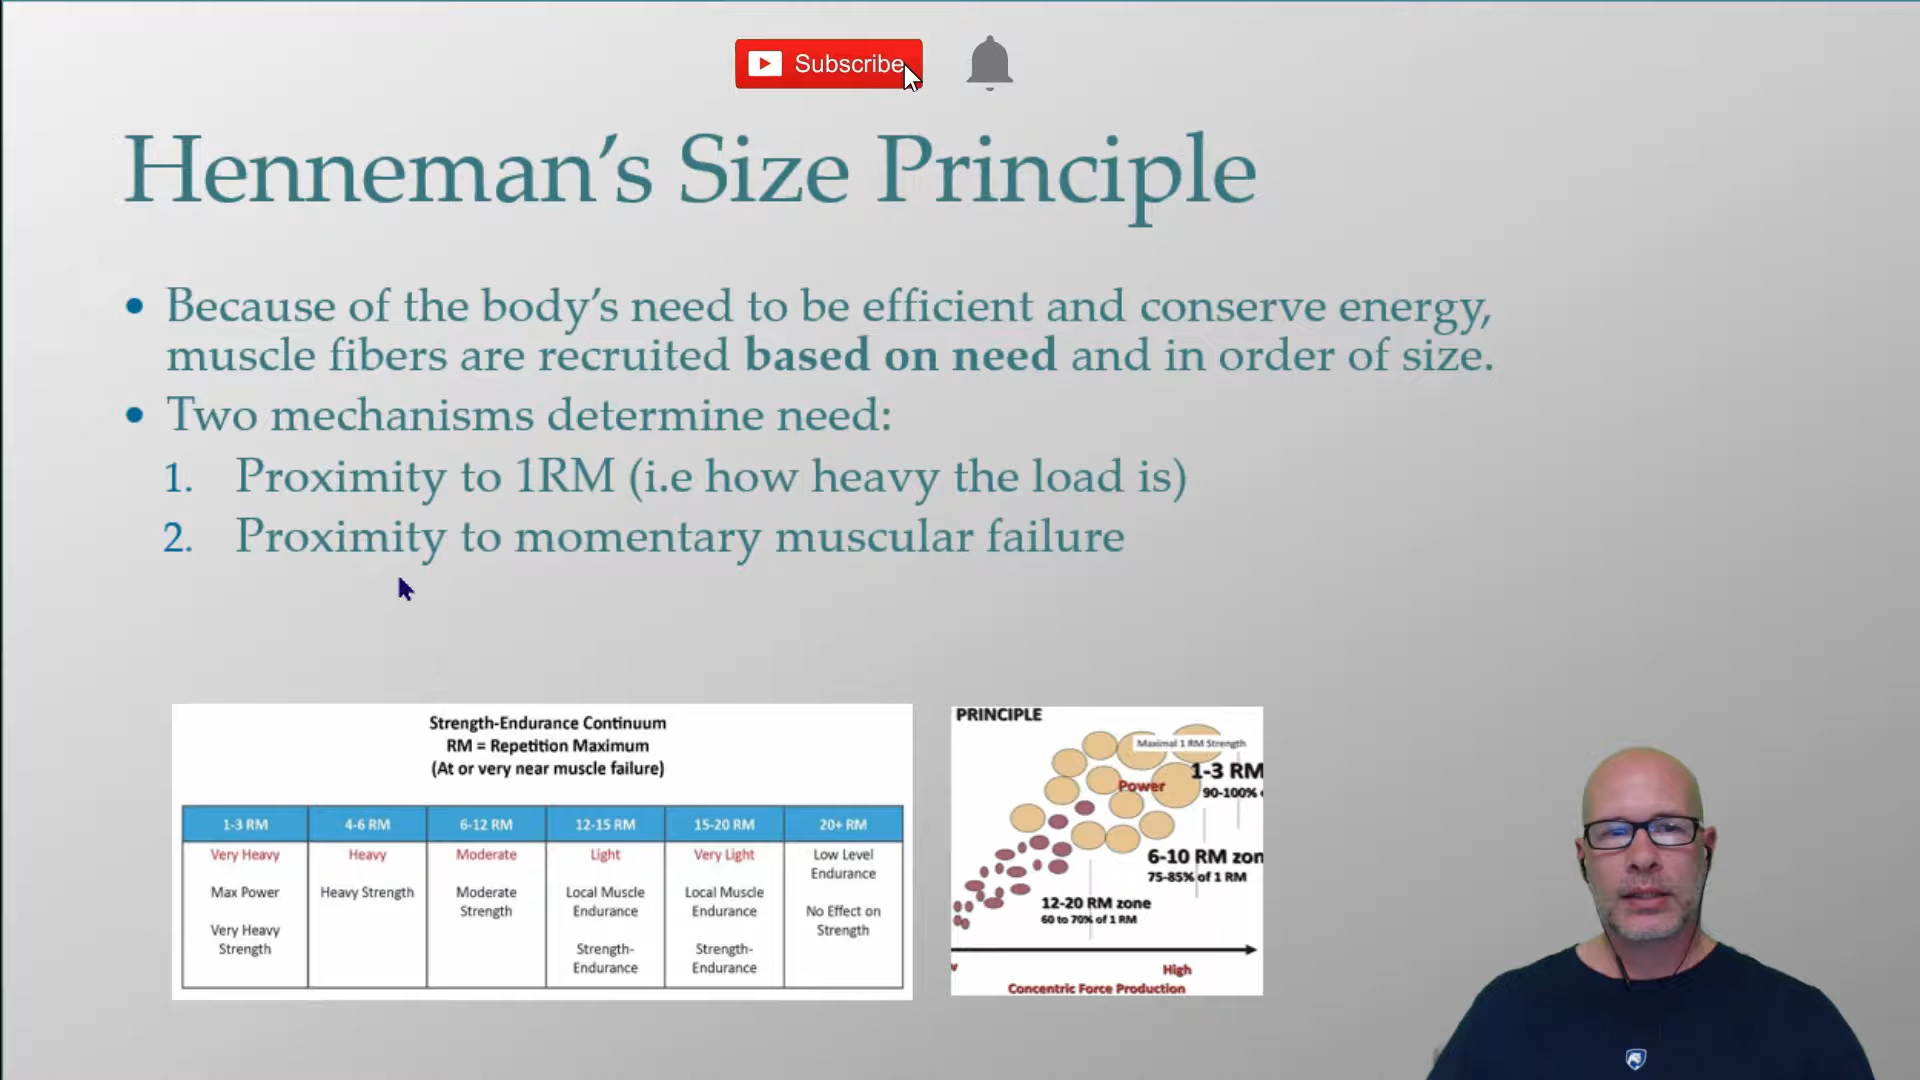 Subscribe
Henneman's Size Principle
• Because of the body's need to be efficient and conserve energy,
muscle fibers are recruited based on need and in order of size.
• Two mechanisms determine need:
1. Proximity to 1RM (i.e how heavy the load is)
2. Proximity to momentary muscular failure
Strength-Endurance Continuum
RM = Repetition Maximum
(At or very near muscle failure)
1-3 RM 4-6 RM 6-12 RM 12-15 RM 15-20 RM 20+ RM
Very Heavy Heavy Moderate Light Very Light Low Level
Endurance
Max Power Heavy Strength Moderate Local Muscle Local Muscle
Strength Endurance Endurance No Effect on
Very Heavy Strength
Strength Strength- Strength-
Endurance Endurance
PRINCIPLE
Maximal 1 RM Strength
1-3 RM
Power
90-100%
6-10 RM zon
75-85% of 1 RM
12-20 RM zone
60 to 70% of 1 RM
w High
Concentric Force Production